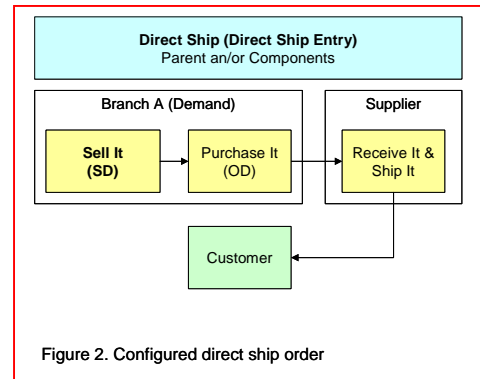 Direct Ship (Direct Ship Entry)
Parent an/or Components
Branch A (Demand)
Supplier
Sell It
(SD)
Purchase It
(OD)
Receive It &
Ship It
Customer
Figure 2. Configured direct ship order